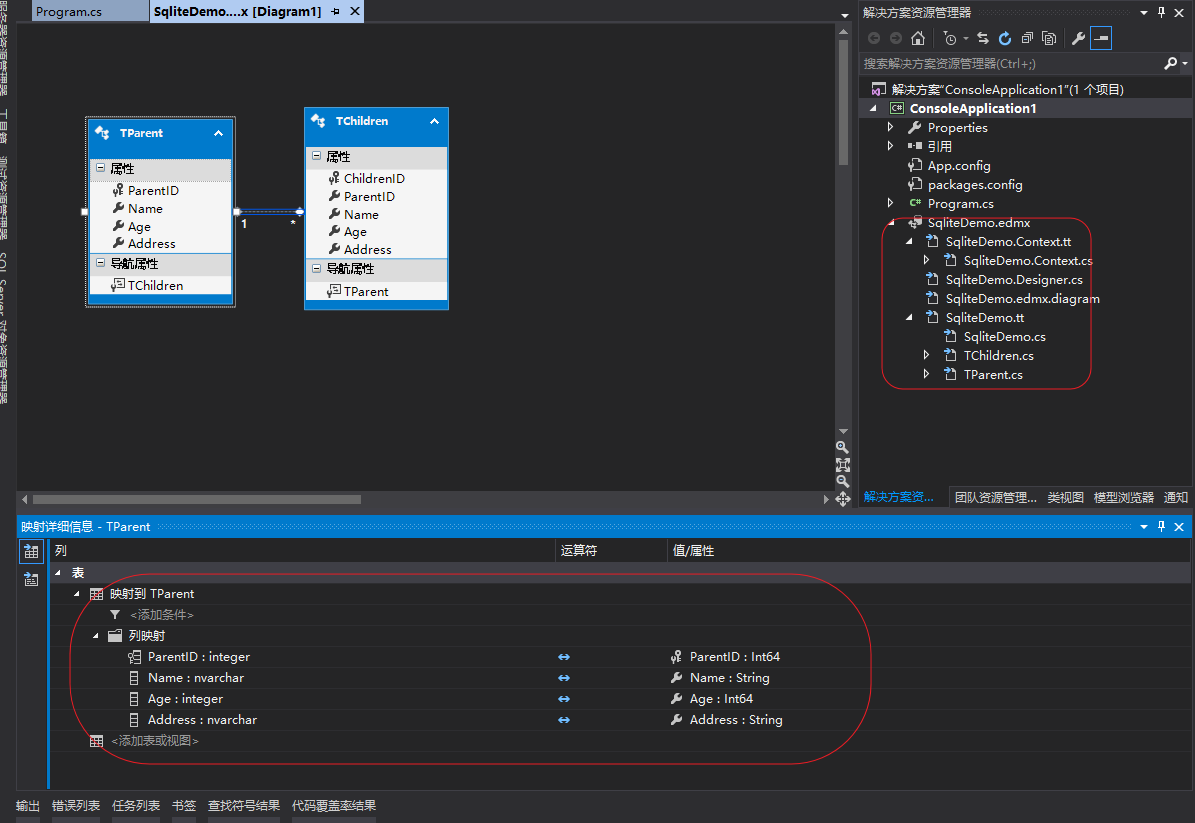 Program.cs
SqliteDemo....x [Diagram1]
TParent
属性
ParentID
Name
Age
Address
导航属性
TChildren
1
*
TChildren
属性
ChildrenID
ParentID
Name
Age
Address
导航属性
TParent
解决方案资源管理器
搜索解决方案资源管理器(Ctrl+;)
解决方案"ConsoleApplication1"(1 个项目)
ConsoleApplication1
Properties
引用
App.config
packages.config
Program.cs
SqliteDemo.edmx
SqliteDemo.Context.tt
SqliteDemo.Context.cs
SqliteDemo.Designer.cs
SqliteDemo.edmx.diagram
SqliteDemo.tt
SqliteDemo.cs
TChildren.cs
TParent.cs
解决方案资... 团队资源管理... 类视图 模型浏览器 通知
映射详细信息 - TParent
列 运算符 值/属性
表
映射到 TParent
<添加条件>
列映射
ParentID : integer ParentID : Int64
Name : nvarchar Name : String
Age : integer Age : Int64
Address : nvarchar Address : String
<添加表或视图>
输出 错误列表 任务列表 书签 查找符号结果 代码覆盖率结果